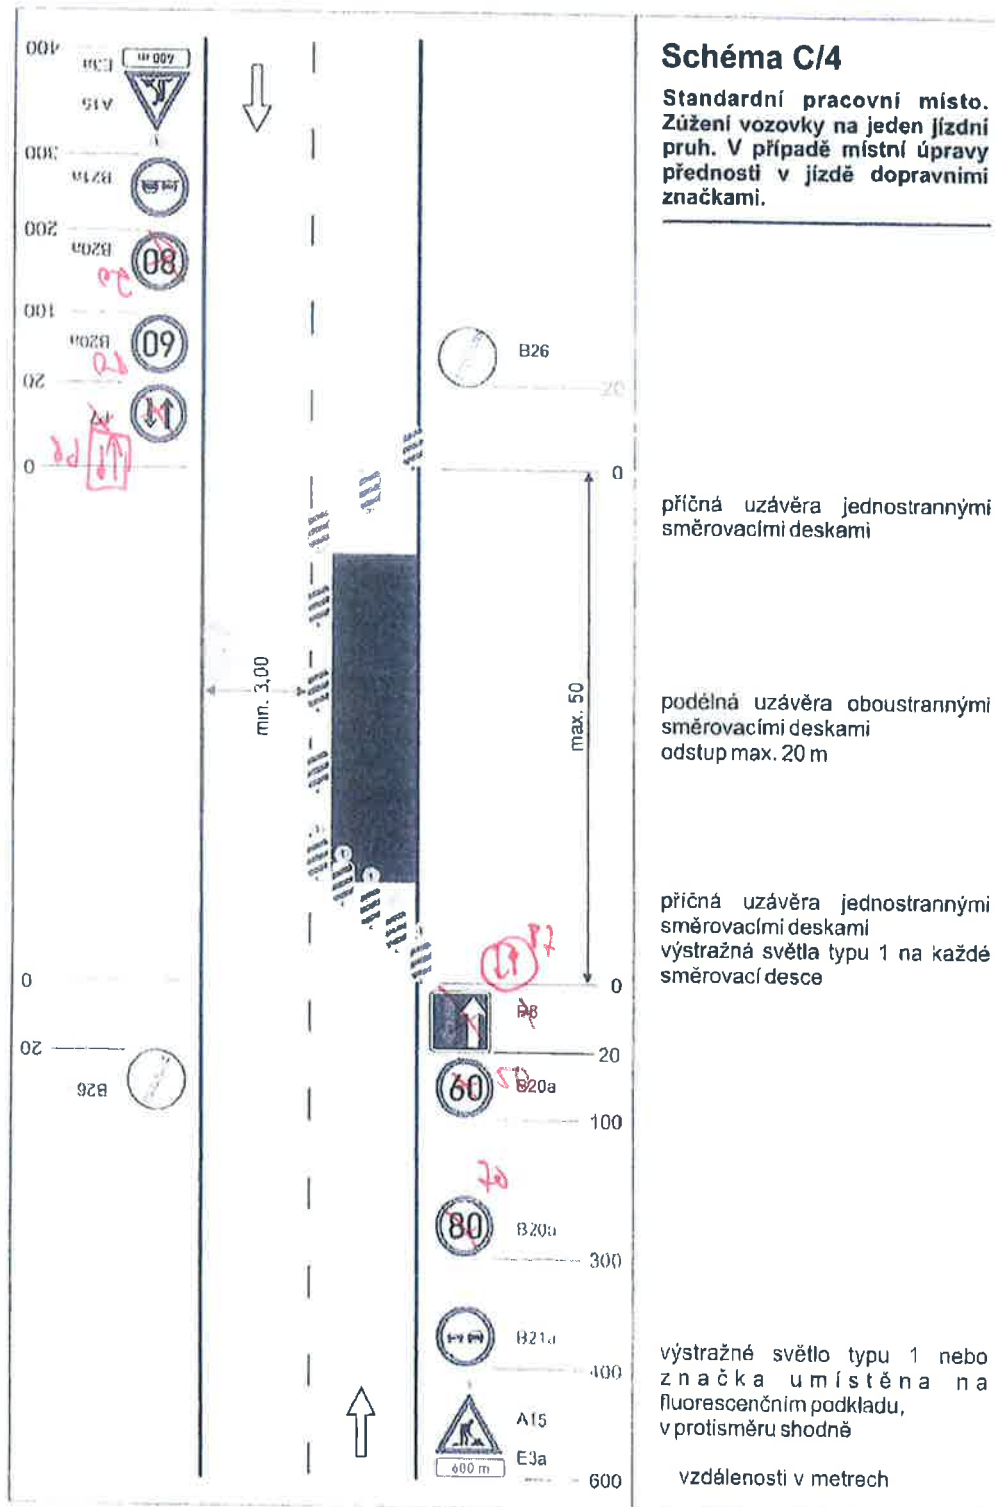 Schéma C/4
Standardní pracovní místo.
Zúžení vozovky na jeden jízdní
pruh. V případě místní úpravy
přednosti v jízdě dopravními
značkami.
400
400 m
E3a
A15
300
B21a
200
B20a
80
70
100
B20a
60
50
20
P7
P8
0
B26
20
0
příčná uzávěra jednostrannými
směrovacími deskami
min. 3,00
max. 50
podélná uzávěra oboustrannými
směrovacími deskami
odstup max. 20 m
příčná uzávěra jednostrannými
směrovacími deskami
výstražná světla typu 1 na každé
směrovací desce
0
20
B26
P7
0
P8
20
60
50
B20a
100
70
80
B20a
300
B21a
400
A15
E3a
600 m
600
výstražné světlo typu 1 nebo
značka umístěna na
fluorescenčním podkladu,
v protisměru shodně
vzdálenosti v metrech